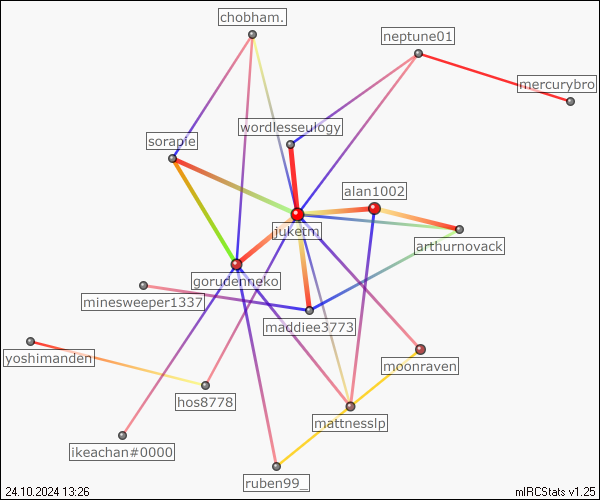 chobham.
neptune01
mercurybro
wordlesseulogy
sorapie
alan1002
juketm
arthurnovack
gorudenneko
minesweeper1337
maddiee3773
yoshimanden
moonraven
hos8778
mattnesslp
ikeachan#0000
ruben99_
24.10.2024 13:26
mIRCStats v1.25